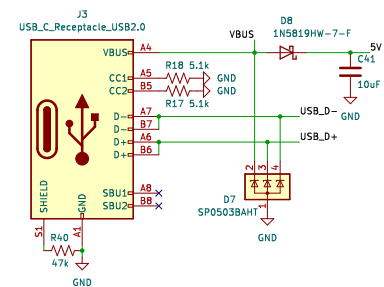 J3
USB_C_Receptacle_USB2.0
VBUS A4
CC1 A5
CC2 B5
D- A7
D- B7
D+ A6
D+ B6
SBU1 A8
SBU2 B8
SHIELD
GND
S1
A1
R18 5.1k
GND
R17 5.1k
GND
VBUS
D8
1N5819HW-7-F
5V
C41
10uF
GND
USB_D-
USB_D+
2
3
4
1
D7
SP0503BAHT
GND
R40
47k
GND